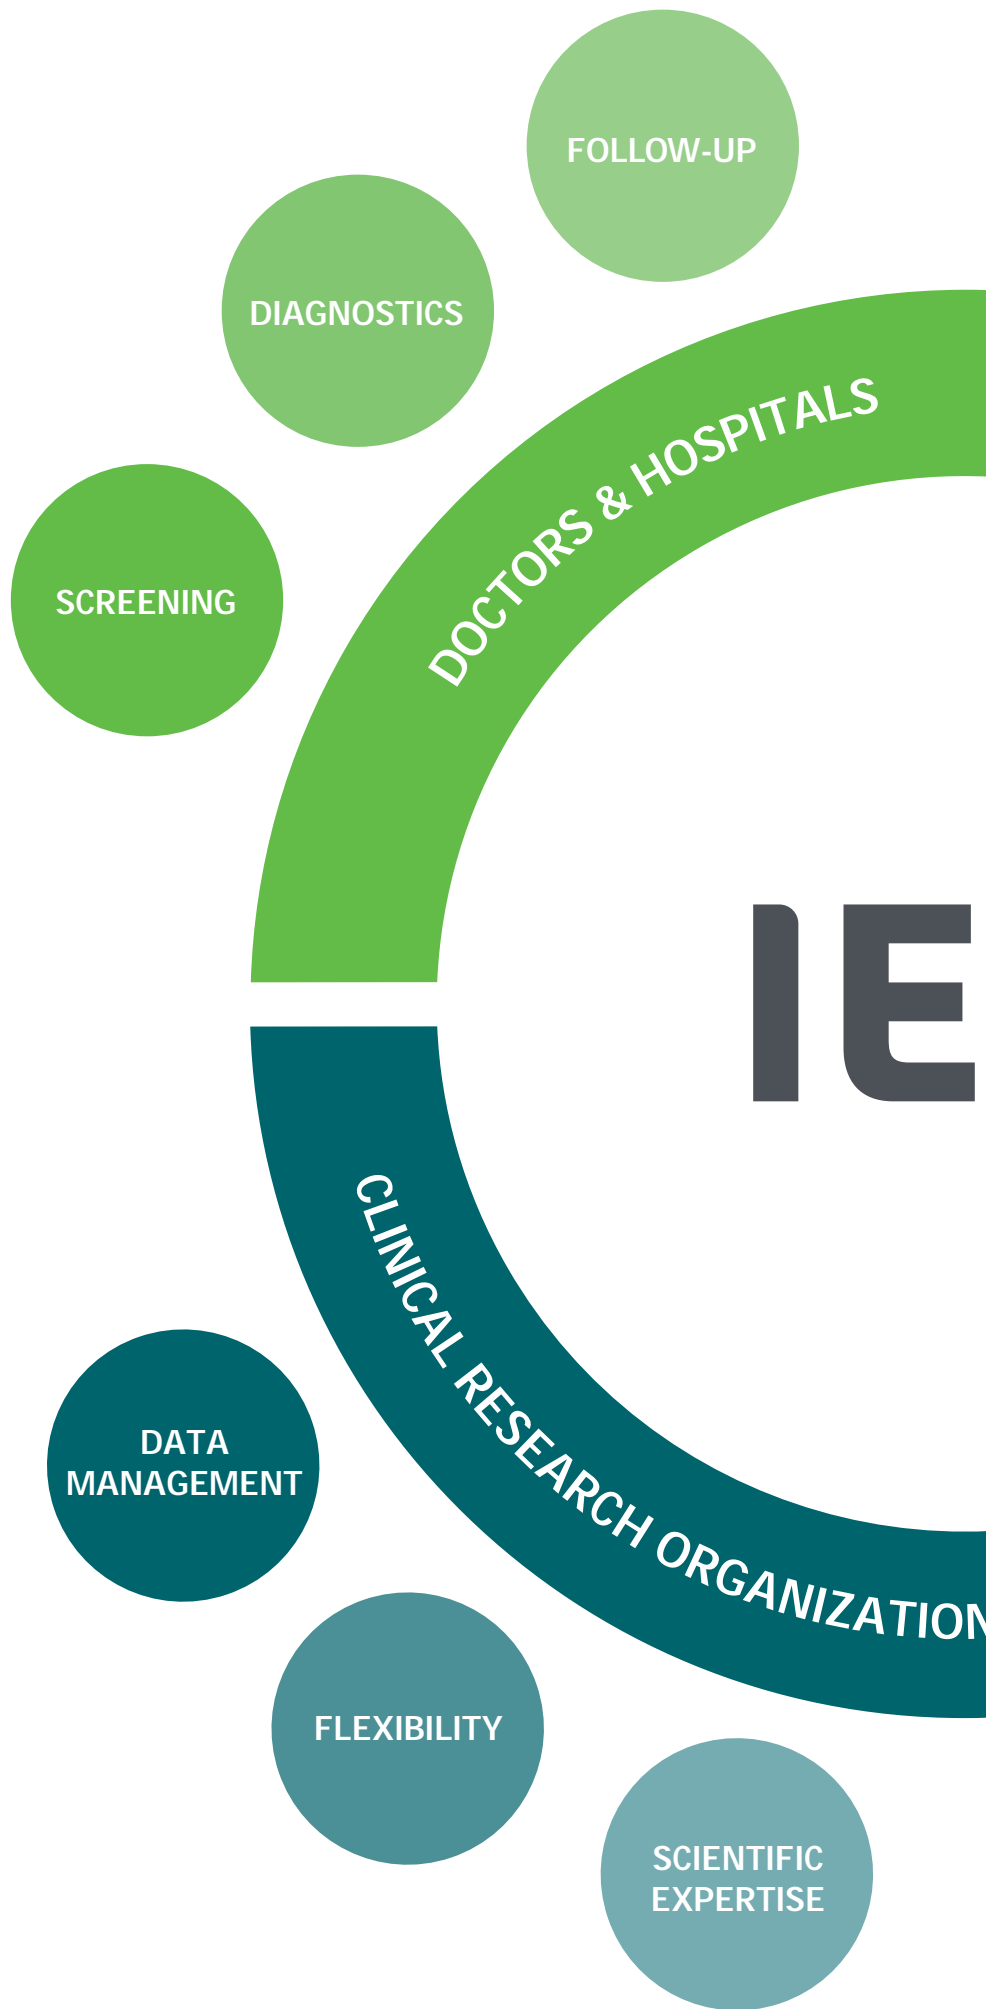 FOLLOW-UP
DIAGNOSTICS
DOCTORS & HOSPITALS
SCREENING
IE
CLINICAL RESEARCH ORGANIZATION
DATA
MANAGEMENT
FLEXIBILITY
SCIENTIFIC
EXPERTISE